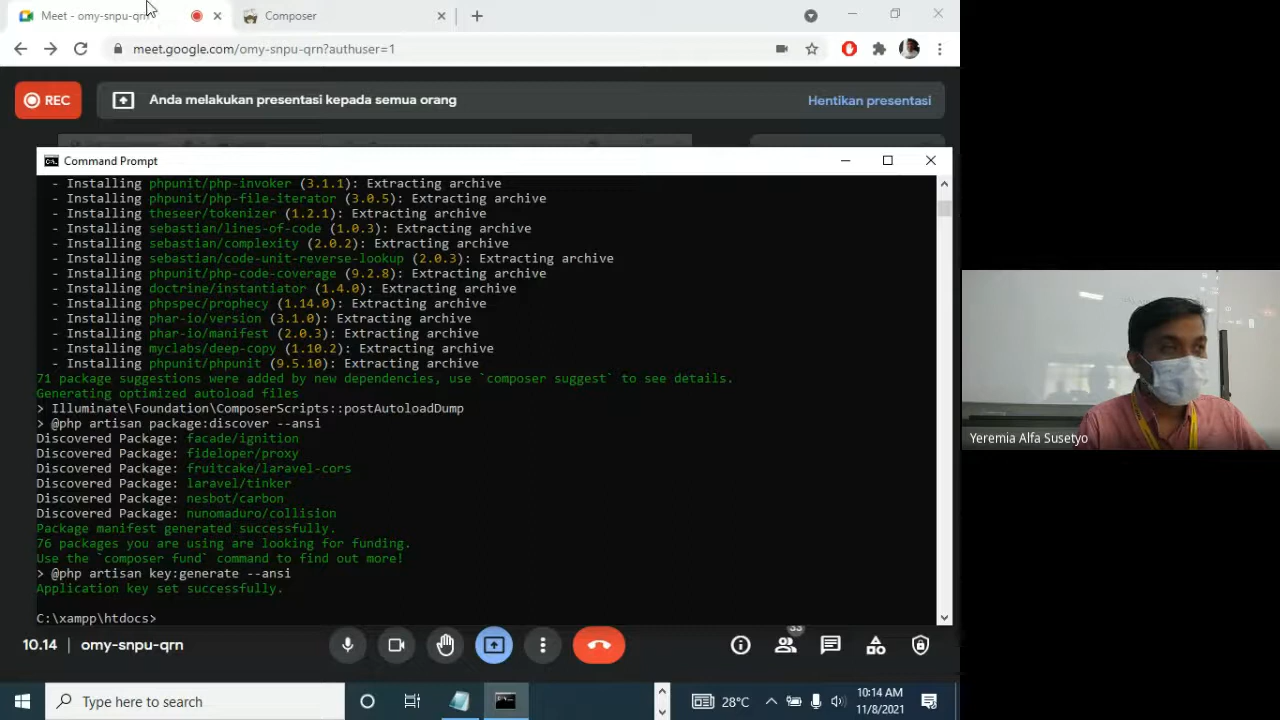 Meet - omy-snpu-qrn
Composer
meet.google.com/omy-snpu-qrn?authuser=1
REC
Anda melakukan presentasi kepada semua orang
Hentikan presentasi
Command Prompt
- Installing phpunit/php-invoker (3.1.1): Extracting archive
- Installing phpunit/php-file-iterator (3.0.5): Extracting archive
- Installing theseer/tokenizer (1.2.1): Extracting archive
- Installing sebastian/lines-of-code (1.0.3): Extracting archive
- Installing sebastian/complexity (2.0.2): Extracting archive
- Installing sebastian/code-unit-reverse-lookup (2.0.3): Extracting archive
- Installing phpunit/php-code-coverage (9.2.8): Extracting archive
- Installing doctrine/instantiator (1.4.0): Extracting archive
- Installing phpspec/prophecy (1.14.0): Extracting archive
- Installing phar-io/version (3.1.0): Extracting archive
- Installing phar-io/manifest (2.0.3): Extracting archive
- Installing myclabs/deep-copy (1.10.2): Extracting archive
- Installing phpunit/phpunit (9.5.10): Extracting archive
71 package suggestions were added by new dependencies, use `composer suggest` to see details.
Generating optimized autoload files
> Illuminate\Foundation\ComposerScripts::postAutoloadDump
> @php artisan package:discover --ansi
Discovered Package: facade/ignition
Discovered Package: fideloper/proxy
Discovered Package: fruitcake/laravel-cors
Discovered Package: laravel/tinker
Discovered Package: nesbot/carbon
Discovered Package: nunomaduro/collision
Package manifest generated successfully.
76 packages you are using are looking for funding.
Use the `composer fund` command to find out more!
> @php artisan key:generate --ansi
Application key set successfully.
C:\xampp\htdocs>
Yeremia Alfa Susetyo
10.14 | omy-snpu-qrn
33
Type here to search
28°C
10:14 AM
11/8/2021